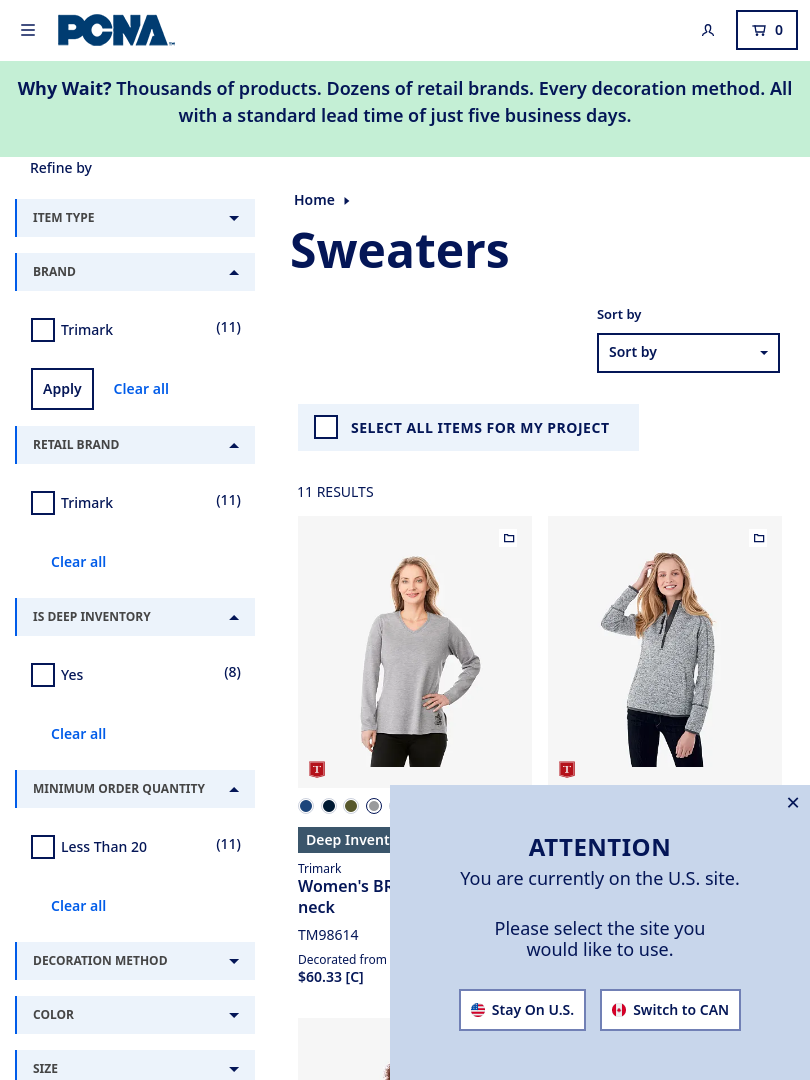 PCNA
0
Why Wait? Thousands of products. Dozens of retail brands. Every decoration method. All
with a standard lead time of just five business days.
Refine by
ITEM TYPE
BRAND
Trimark (11)
Apply Clear all
RETAIL BRAND
Trimark (11)
Clear all
IS DEEP INVENTORY
Yes (8)
Clear all
MINIMUM ORDER QUANTITY
Less Than 20 (11)
Clear all
DECORATION METHOD
COLOR
SIZE
Home
Sweaters
Sort by
Sort by
SELECT ALL ITEMS FOR MY PROJECT
11 RESULTS
T
T
Deep Invent
Trimark
Women's BR
neck
TM98614
Decorated from
$60.33 [C]
ATTENTION
You are currently on the U.S. site.
Please select the site you
would like to use.
Stay On U.S.
Switch to CAN